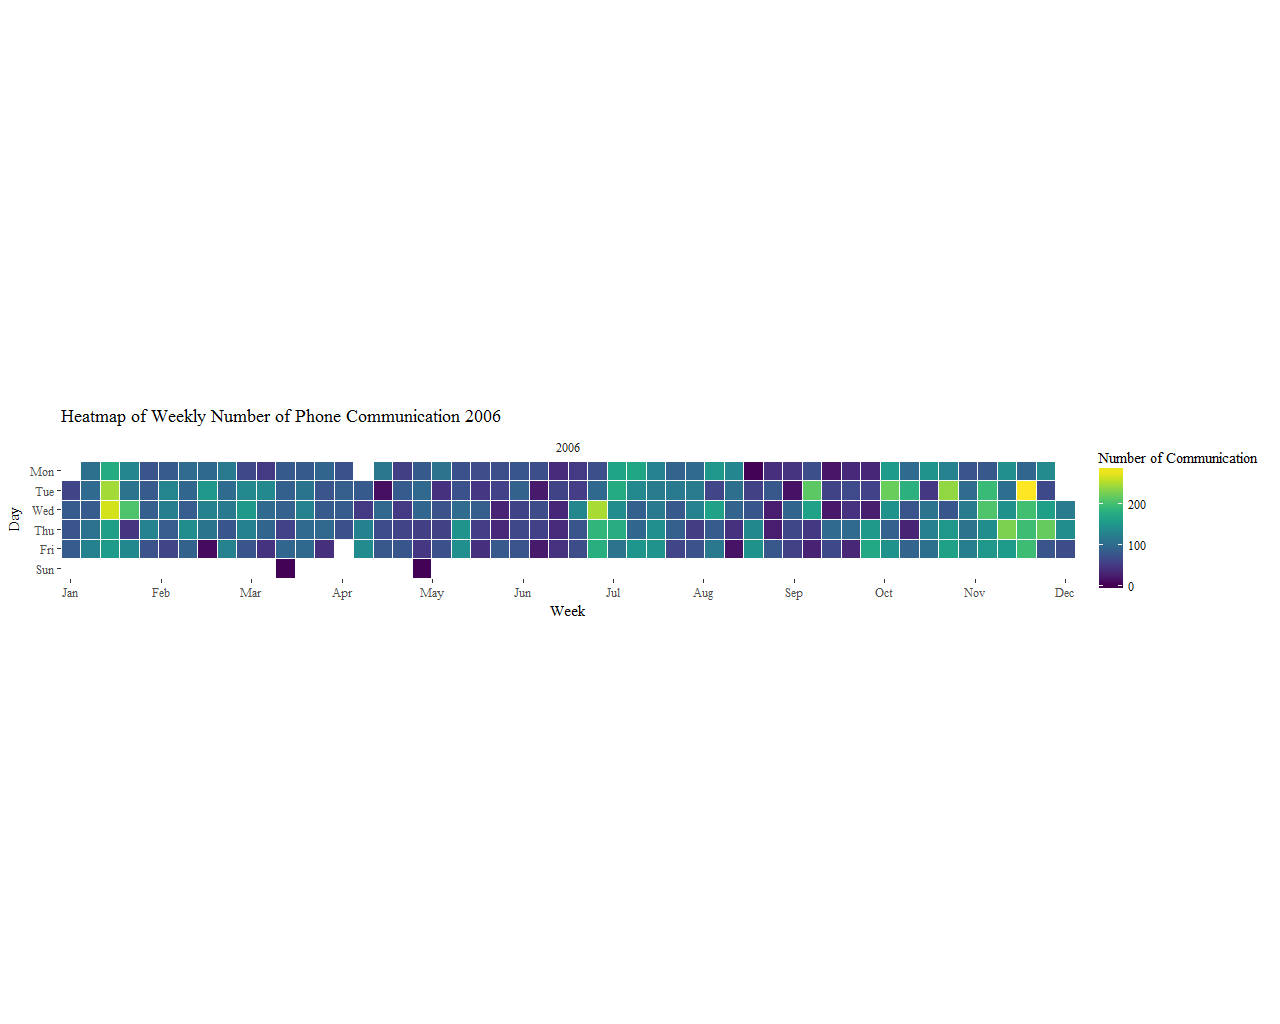 Heatmap of Weekly Number of Phone Communication 2006
2006
Number of Communication
200
100
0
Day
Mon
Tue
Wed
Thu
Fri
Sun
Jan Feb Mar Apr May Jun Jul Aug Sep Oct Nov Dec
Week